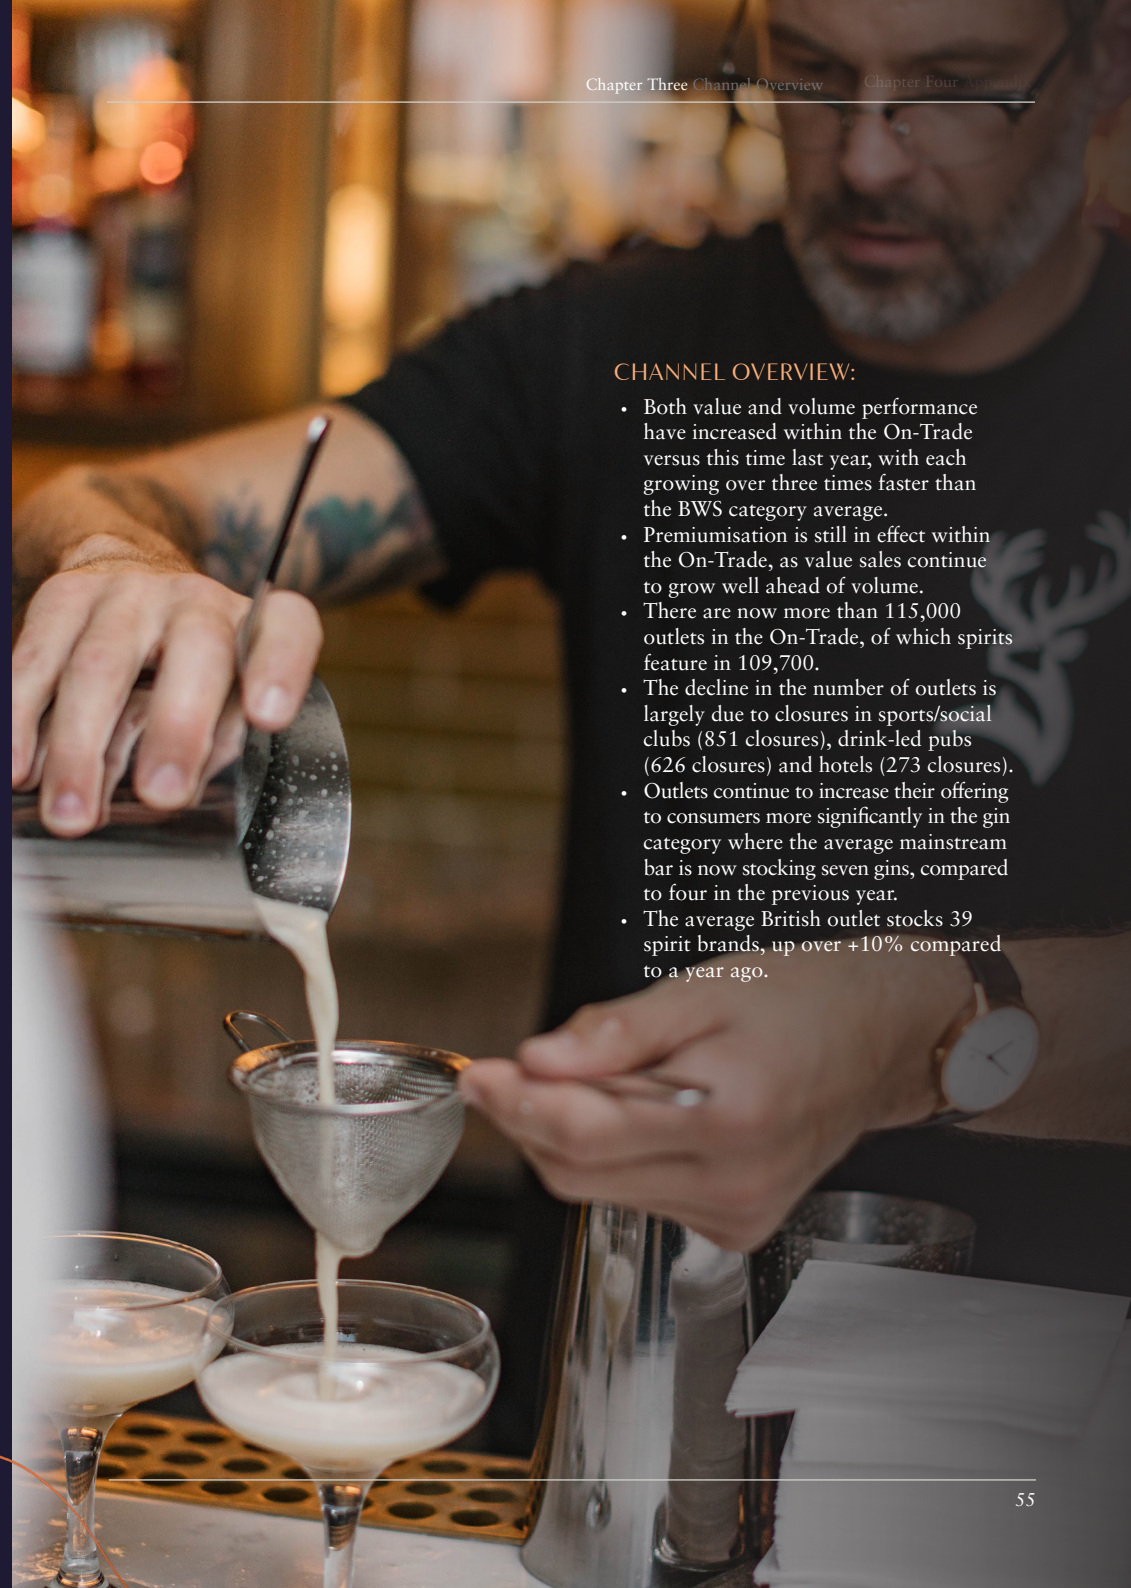 Chapter Three Channel Overview Chapter Four Appendix
CHANNEL OVERVIEW:
• Both value and volume performance
have increased within the On-Trade
versus this time last year, with each
growing over three times faster than
the BWS category average.
• Premiumisation is still in effect within
the On-Trade, as value sales continue
to grow well ahead of volume.
• There are now more than 115,000
outlets in the On-Trade, of which spirits
feature in 109,700.
• The decline in the number of outlets is
largely due to closures in sports/social
clubs (851 closures), drink-led pubs
(626 closures) and hotels (273 closures).
• Outlets continue to increase their offering
to consumers more significantly in the gin
category where the average mainstream
bar is now stocking seven gins, compared
to four in the previous year.
• The average British outlet stocks 39
spirit brands, up over +10% compared
to a year ago.
55